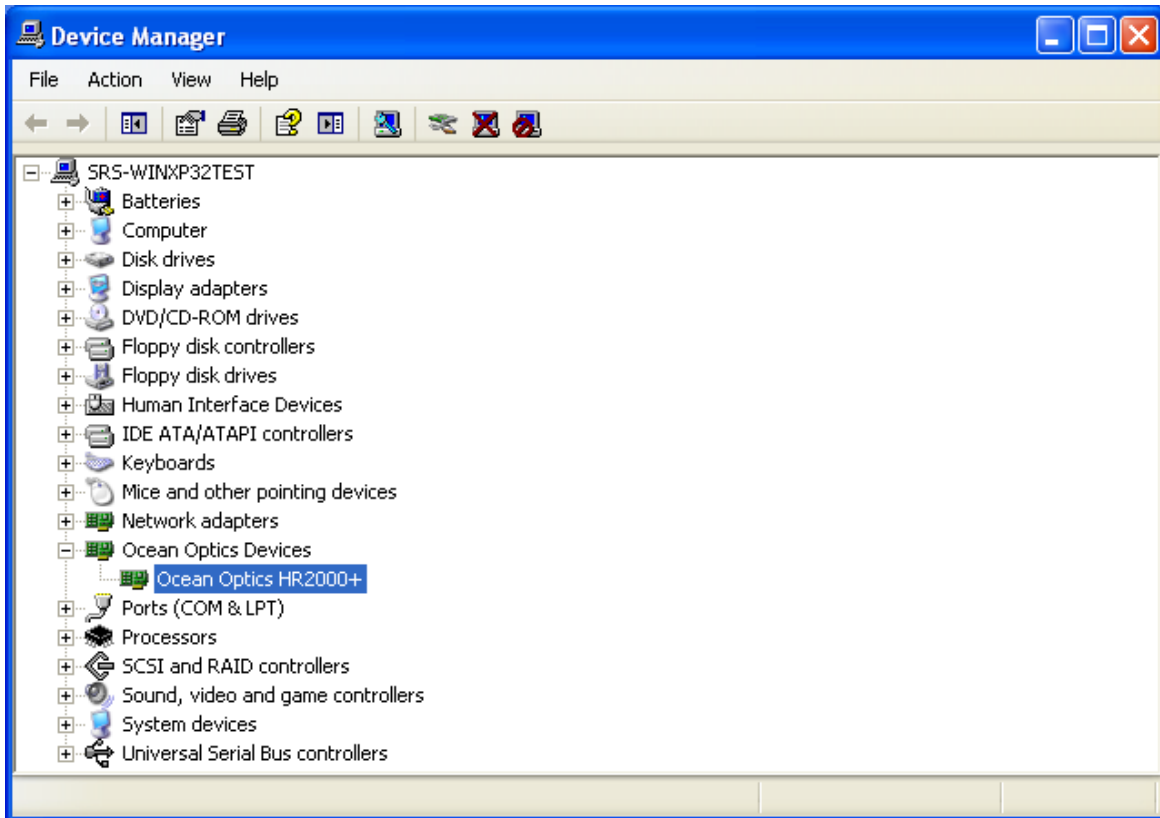 Device Manager
File Action View Help
SRS-WINXP32TEST
Batteries
Computer
Disk drives
Display adapters
DVD/CD-ROM drives
Floppy disk controllers
Floppy disk drives
Human Interface Devices
IDE ATA/ATAPI controllers
Keyboards
Mice and other pointing devices
Network adapters
Ocean Optics Devices
Ocean Optics HR2000+
Ports (COM & LPT)
Processors
SCSI and RAID controllers
Sound, video and game controllers
System devices
Universal Serial Bus controllers